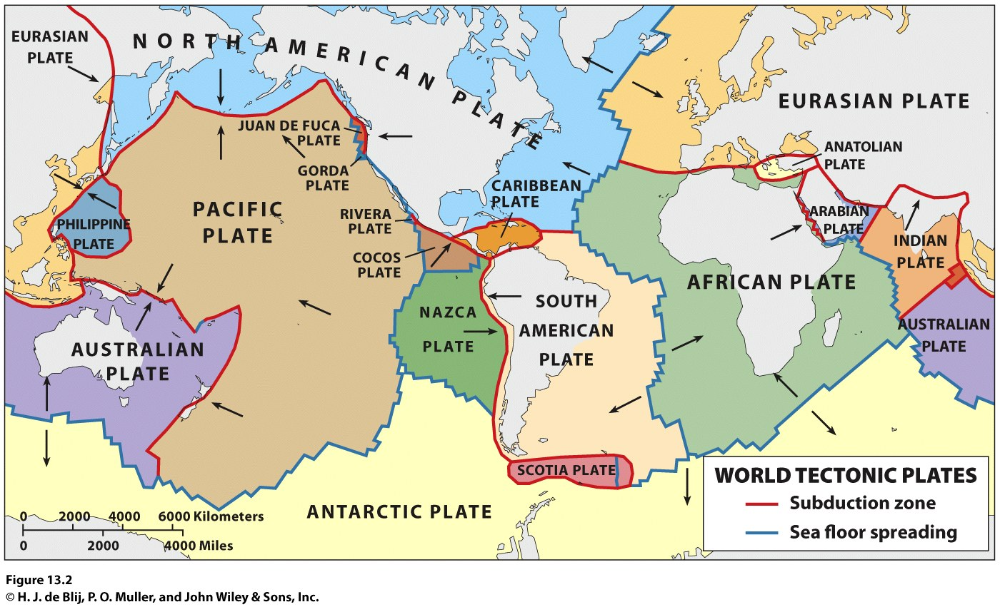 EURASIAN
PLATE
NORTH AMERICAN PLATE
EURASIAN PLATE
JUAN DE FUCA
PLATE
GORDA
PLATE
ANATOLIAN
PLATE
CARIBBEAN
PLATE
PACIFIC
PLATE
RIVERA
PLATE
PHILIPPINE
PLATE
ARABIAN
PLATE
INDIAN
PLATE
COCOS
PLATE
AFRICAN PLATE
NAZCA
PLATE
SOUTH
AMERICAN
PLATE
AUSTRALIAN
PLATE
AUSTRALIAN
PLATE
SCOTIA PLATE
ANTARCTIC PLATE
WORLD TECTONIC PLATES
Subduction zone
Sea floor spreading
0 2000 4000 6000 Kilometers
0 2000 4000 Miles
Figure 13.2
© H. J. de Blij, P. O. Muller, and John Wiley & Sons, Inc.